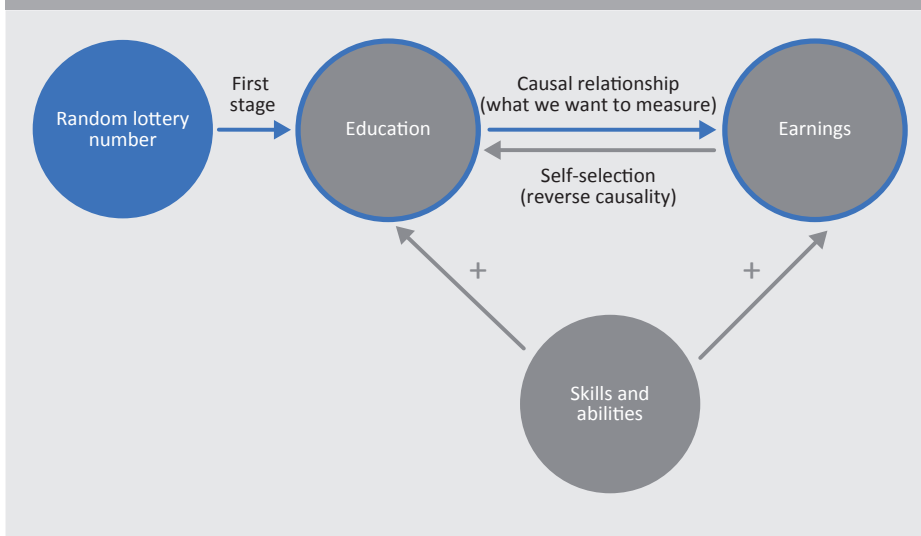 First
stage
Causal relationship
(what we want to measure)
Random lottery
number
Education
Earnings
Self-selection
(reverse causality)
+
+
Skills and
abilities